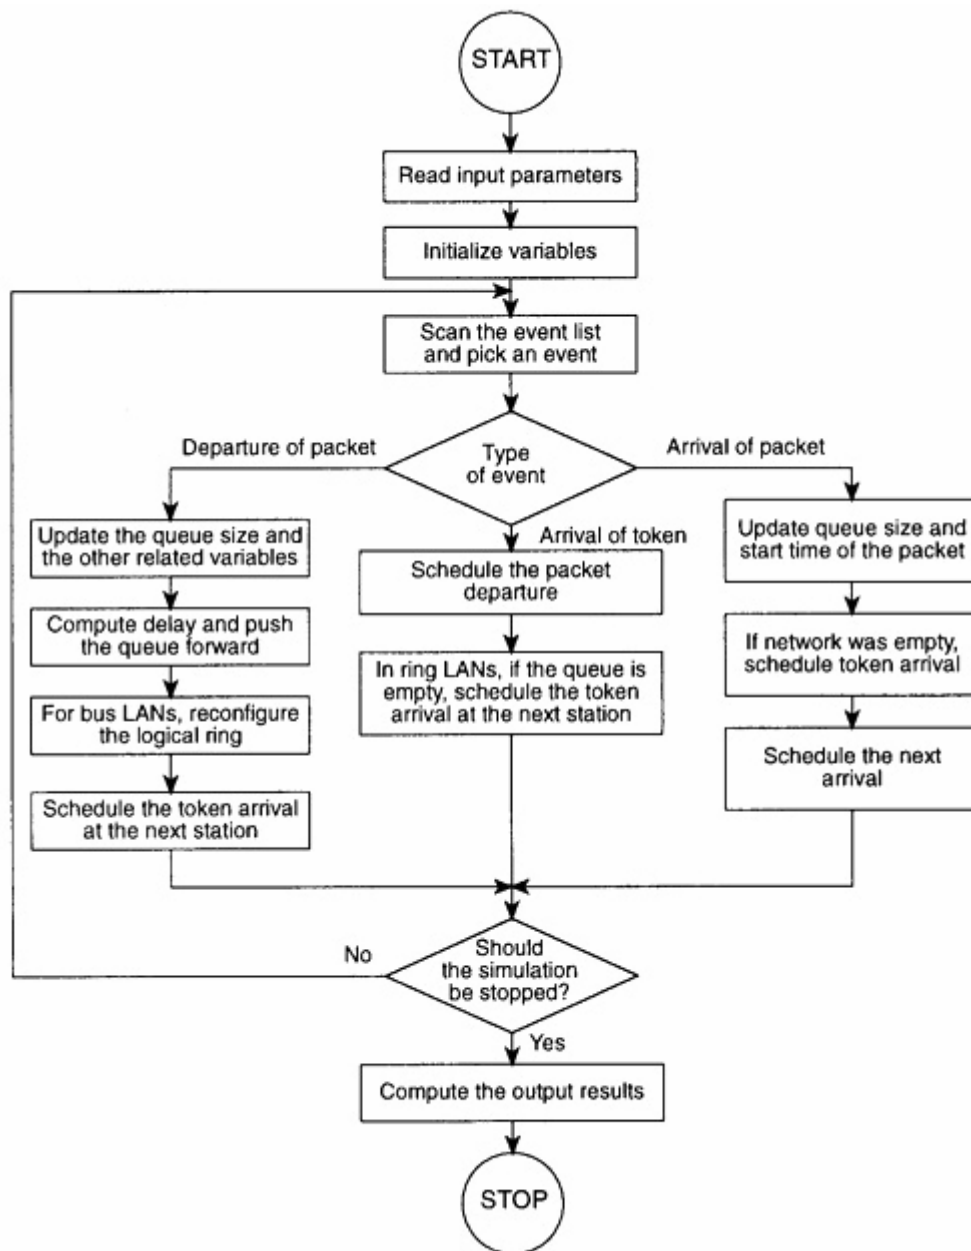 START
Read input parameters
Initialize variables
Scan the event list
and pick an event
Type
of event
Departure of packet
Arrival of token
Arrival of packet
Update the queue size and
the other related variables
Compute delay and push
the queue forward
For bus LANs, reconfigure
the logical ring
Schedule the token arrival
at the next station
Schedule the packet
departure
In ring LANs, if the queue is
empty, schedule the token
arrival at the next station
Update queue size and
start time of the packet
If network was empty,
schedule token arrival
Schedule the next
arrival
Should
the simulation
be stopped?
No
Yes
Compute the output results
STOP